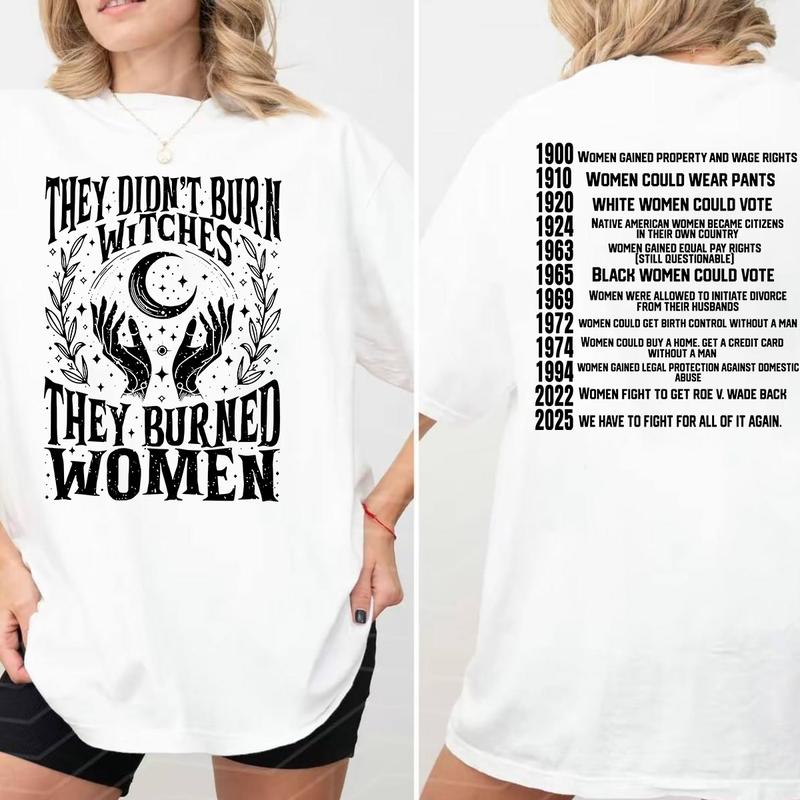 THEY DIDN'T BURN
WITCHES
THEY BURNED
WOMEN
1900 WOMEN GAINED PROPERTY AND WAGE RIGHTS
1910 WOMEN COULD WEAR PANTS
1920 WHITE WOMEN COULD VOTE
1924 NATIVE AMERICAN WOMEN BECAME CITIZENS
IN THEIR OWN COUNTRY
1963 WOMEN GAINED EQUAL PAY RIGHTS
(STILL QUESTIONABLE)
1965 BLACK WOMEN COULD VOTE
1969 WOMEN WERE ALLOWED TO INITIATE DIVORCE
FROM THEIR HUSBANDS
1972 WOMEN COULD GET BIRTH CONTROL WITHOUT A MAN
1974 WOMEN COULD BUY A HOME, GET A CREDIT CARD
WITHOUT A MAN
1994 WOMEN GAINED LEGAL PROTECTION AGAINST DOMESTIC
ABUSE
2022 WOMEN FIGHT TO GET ROE V. WADE BACK
2025 WE HAVE TO FIGHT FOR ALL OF IT AGAIN.